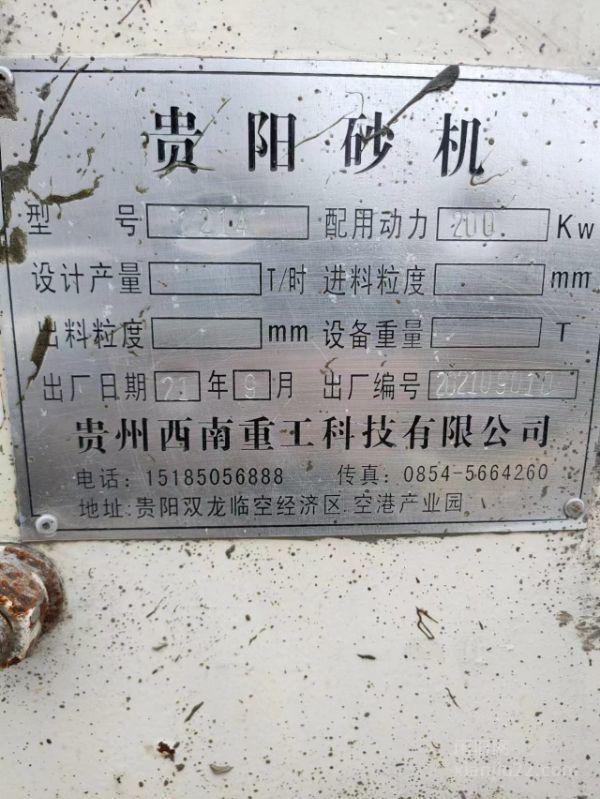 贵阳砂机
型号 配用动力 200 Kw
设计产量 T/时 进料粒度 mm
出料粒度 mm 设备重量 T
出厂日期 21 年 9 月 出厂编号
贵州西南重工科技有限公司
电话: 15185056888 传真: 0854-5664260
地址:贵阳双龙临空经济区.空港产业园